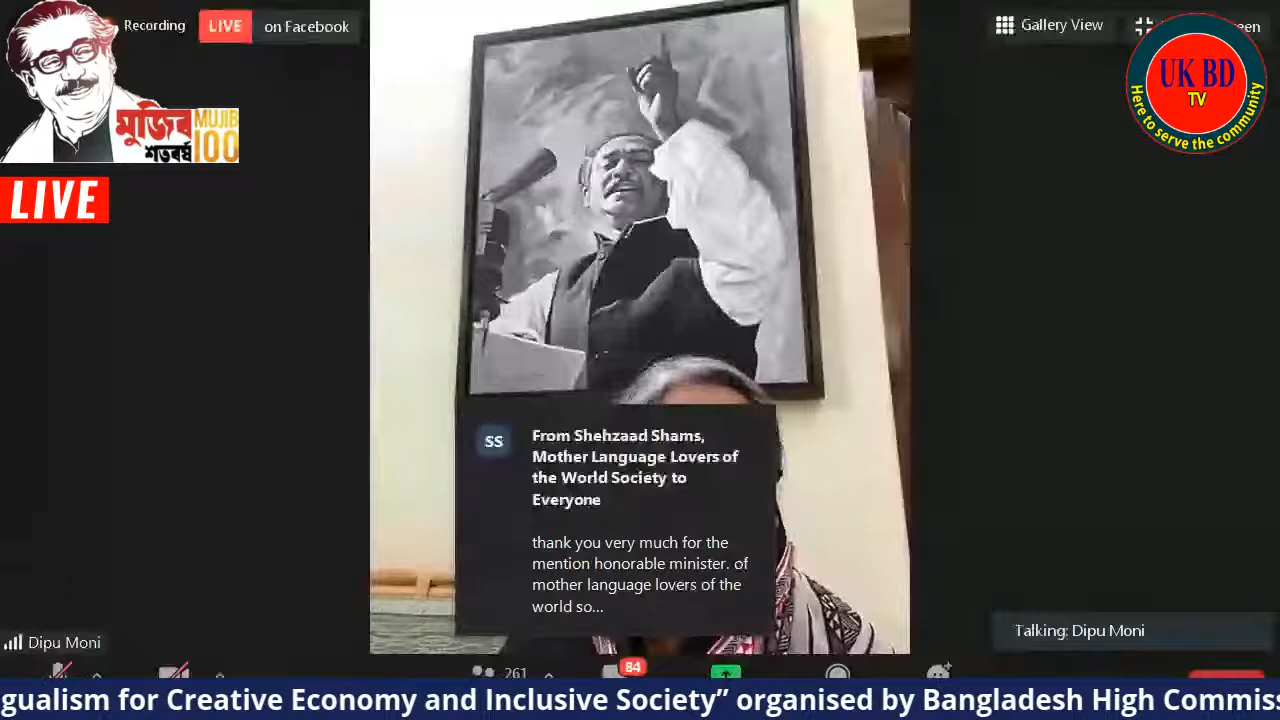 Recording
LIVE
on Facebook
Gallery View
een
মুজিব
শতবর্ষ
MUJIB
100
UK BD
TV
Here to serve the community
LIVE
SS
From Shehzaad Shams,
Mother Language Lovers of
the World Society to
Everyone
thank you very much for the
mention honorable minister. of
mother language lovers of the
world so...
Dipu Moni
Talking: Dipu Moni
261
84
gualism for Creative Economy and Inclusive Society” organised by Bangladesh High Commiss